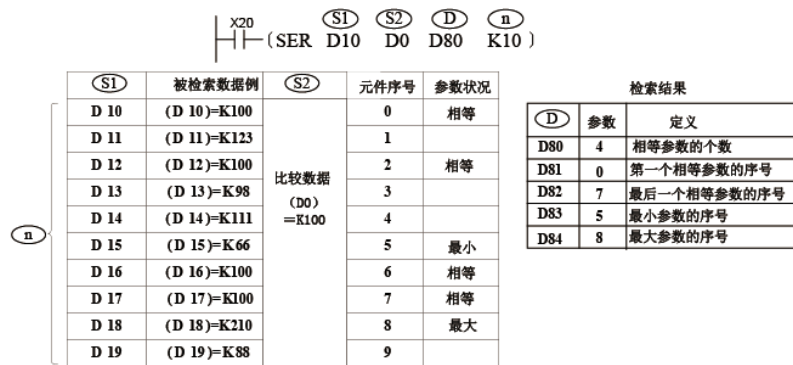 S1 S2 D n
X20
SER D10 D0 D80 K10
S1 被检索数据例 S2 元件序号 参数状况
D 10 (D 10)=K100 0 相等
D 11 (D 11)=K123 1
D 12 (D 12)=K100 2 相等
D 13 (D 13)=K98 3
D 14 (D 14)=K111 4
D 15 (D 15)=K66 5 最小
D 16 (D 16)=K100 6 相等
D 17 (D 17)=K100 7 相等
D 18 (D 18)=K210 8 最大
D 19 (D 19)=K88 9
比较数据
(D0)
=K100
n
检索结果
D 参数 定义
D80 4 相等参数的个数
D81 0 第一个相等参数的序号
D82 7 最后一个相等参数的序号
D83 5 最小参数的序号
D84 8 最大参数的序号